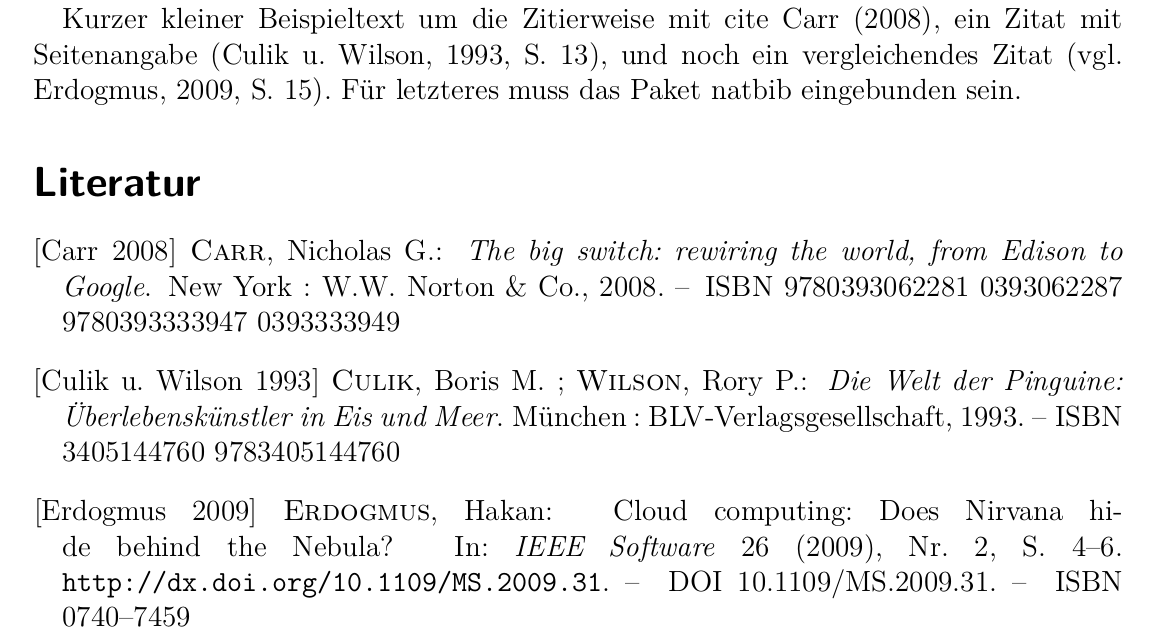 Kurzer kleiner Beispieltext um die Zitierweise mit cite Carr (2008), ein Zitat mit
Seitenangabe (Culik u. Wilson, 1993, S. 13), und noch ein vergleichendes Zitat (vgl.
Erdogmus, 2009, S. 15). Für letzteres muss das Paket natbib eingebunden sein.
Literatur
[Carr 2008] Carr, Nicholas G.: The big switch: rewiring the world, from Edison to
Google. New York : W.W. Norton & Co., 2008. – ISBN 9780393062281 0393062287
9780393333947 0393333949
[Culik u. Wilson 1993] Culik, Boris M. ; Wilson, Rory P.: Die Welt der Pinguine:
Überlebenskünstler in Eis und Meer. München : BLV-Verlagsgesellschaft, 1993. – ISBN
3405144760 9783405144760
[Erdogmus 2009] Erdogmus, Hakan: Cloud computing: Does Nirvana hi-
de behind the Nebula? In: IEEE Software 26 (2009), Nr. 2, S. 4–6.
http://dx.doi.org/10.1109/MS.2009.31. – DOI 10.1109/MS.2009.31. – ISBN
0740–7459